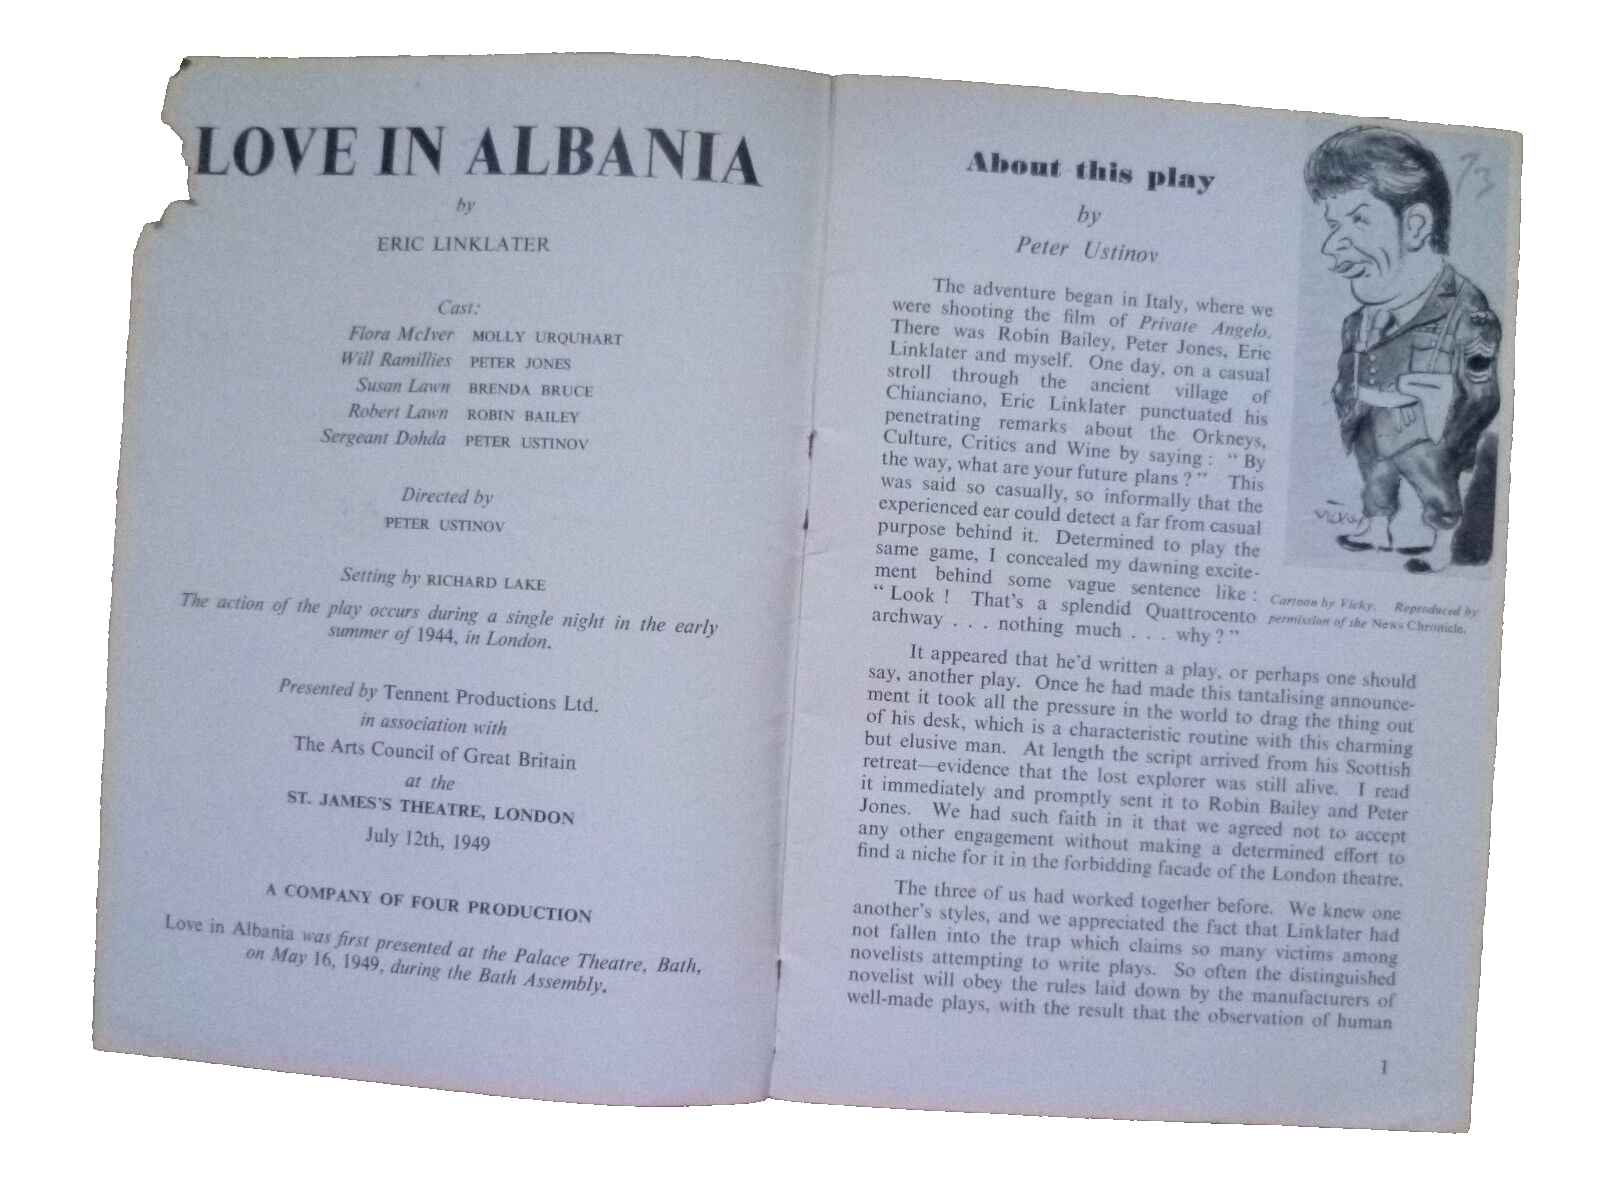 LOVE IN ALBANIA
by
ERIC LINKLATER
Cast:
Flora McIver MOLLY URQUHART
Will Ramillies PETER JONES
Susan Lawn BRENDA BRUCE
Robert Lawn ROBIN BAILEY
Sergeant Dohda PETER USTINOV
Directed by
PETER USTINOV
Setting by RICHARD LAKE
The action of the play occurs during a single night in the early
summer of 1944, in London.
Presented by Tennent Productions Ltd.
in association with
The Arts Council of Great Britain
at the
ST. JAMES'S THEATRE, LONDON
July 12th, 1949
A COMPANY OF FOUR PRODUCTION
Love in Albania was first presented at the Palace Theatre, Bath,
on May 16, 1949, during the Bath Assembly.
About this play
by
Peter Ustinov
The adventure began in Italy, where we
were shooting the film of Private Angelo.
There was Robin Bailey, Peter Jones, Eric
Linklater and myself. One day, on a casual
stroll through the ancient village of
Chianciano, Eric Linklater punctuated his
penetrating remarks about the Orkneys,
Culture, Critics and Wine by saying : " By
the way, what are your future plans ? " This
was said so casually, so informally that the
experienced ear could detect a far from casual
purpose behind it. Determined to play the
same game, I concealed my dawning excite-
ment behind some vague sentence like :
" Look ! That's a splendid Quattrocento
archway . . . nothing much . . . why ? "
73
Vicky
Cartoon by Vicky. Reproduced by
permission of the News Chronicle.
It appeared that he'd written a play, or perhaps one should
say, another play. Once he had made this tantalising announce-
ment it took all the pressure in the world to drag the thing out
of his desk, which is a characteristic routine with this charming
but elusive man. At length the script arrived from his Scottish
retreat—evidence that the lost explorer was still alive. I read
it immediately and promptly sent it to Robin Bailey and Peter
Jones. We had such faith in it that we agreed not to accept
any other engagement without making a determined effort to
find a niche for it in the forbidding facade of the London theatre.
The three of us had worked together before. We knew one
another's styles, and we appreciated the fact that Linklater had
not fallen into the trap which claims so many victims among
novelists attempting to write plays. So often the distinguished
novelist will obey the rules laid down by the manufacturers of
well-made plays, with the result that the observation of human
1